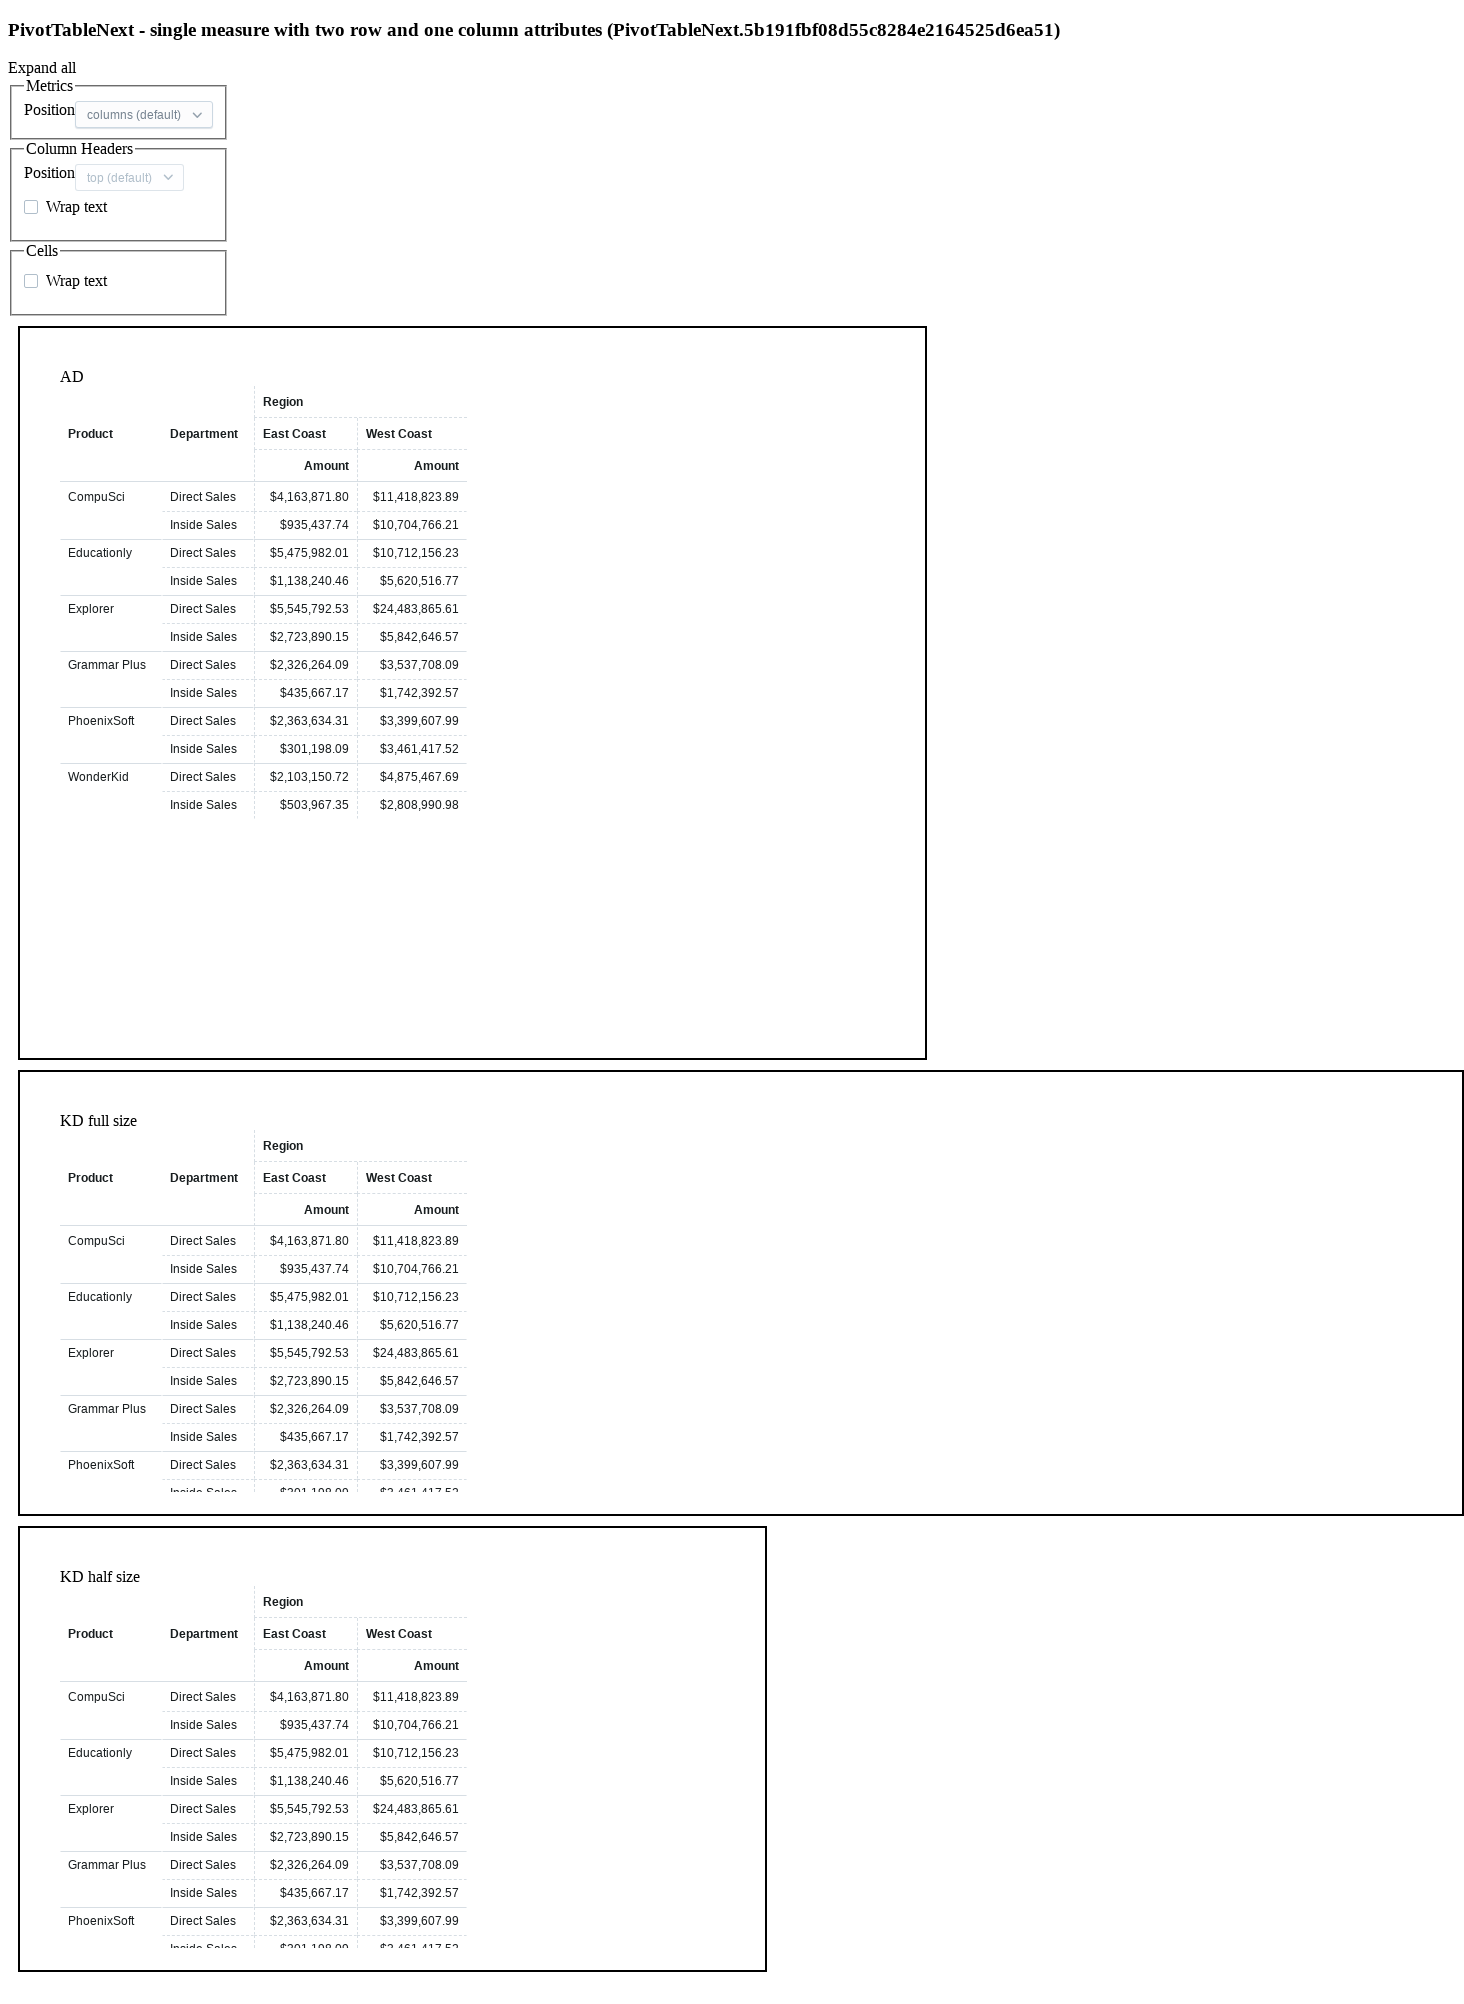 PivotTableNext - single measure with two row and one column attributes (PivotTableNext.5b191fbf08d55c8284e2164525d6ea51)
Expand all
Metrics
Position columns (default)
Column Headers
Position top (default)
Wrap text
Cells
Wrap text
AD
Region
Product Department East Coast West Coast
Amount Amount
CompuSci Direct Sales $4,163,871.80 $11,418,823.89
Inside Sales $935,437.74 $10,704,766.21
Educationly Direct Sales $5,475,982.01 $10,712,156.23
Inside Sales $1,138,240.46 $5,620,516.77
Explorer Direct Sales $5,545,792.53 $24,483,865.61
Inside Sales $2,723,890.15 $5,842,646.57
Grammar Plus Direct Sales $2,326,264.09 $3,537,708.09
Inside Sales $435,667.17 $1,742,392.57
PhoenixSoft Direct Sales $2,363,634.31 $3,399,607.99
Inside Sales $301,198.09 $3,461,417.52
WonderKid Direct Sales $2,103,150.72 $4,875,467.69
Inside Sales $503,967.35 $2,808,990.98
KD full size
Region
Product Department East Coast West Coast
Amount Amount
CompuSci Direct Sales $4,163,871.80 $11,418,823.89
Inside Sales $935,437.74 $10,704,766.21
Educationly Direct Sales $5,475,982.01 $10,712,156.23
Inside Sales $1,138,240.46 $5,620,516.77
Explorer Direct Sales $5,545,792.53 $24,483,865.61
Inside Sales $2,723,890.15 $5,842,646.57
Grammar Plus Direct Sales $2,326,264.09 $3,537,708.09
Inside Sales $435,667.17 $1,742,392.57
PhoenixSoft Direct Sales $2,363,634.31 $3,399,607.99
Inside Sales $301,198.09 $3,461,417.52
KD half size
Region
Product Department East Coast West Coast
Amount Amount
CompuSci Direct Sales $4,163,871.80 $11,418,823.89
Inside Sales $935,437.74 $10,704,766.21
Educationly Direct Sales $5,475,982.01 $10,712,156.23
Inside Sales $1,138,240.46 $5,620,516.77
Explorer Direct Sales $5,545,792.53 $24,483,865.61
Inside Sales $2,723,890.15 $5,842,646.57
Grammar Plus Direct Sales $2,326,264.09 $3,537,708.09
Inside Sales $435,667.17 $1,742,392.57
PhoenixSoft Direct Sales $2,363,634.31 $3,399,607.99
Inside Sales $301,198.09 $3,461,417.52